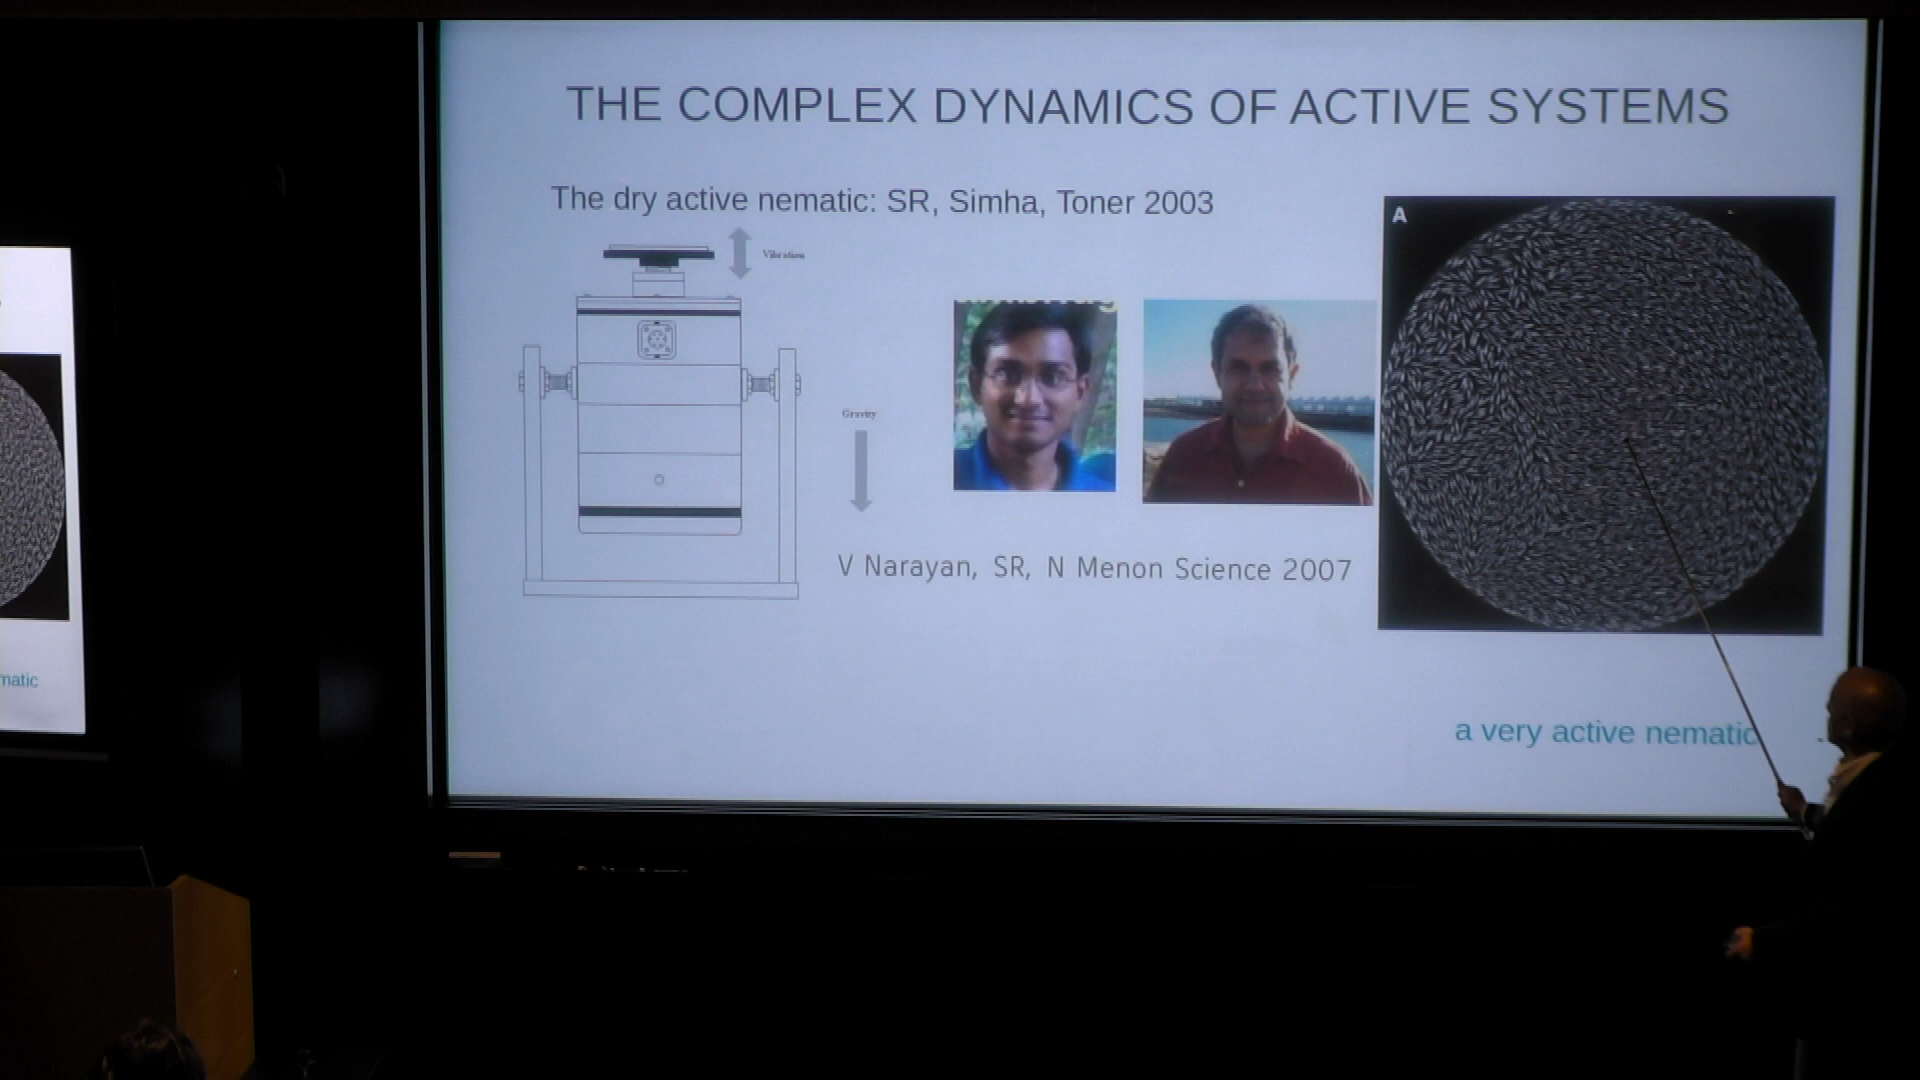 THE COMPLEX DYNAMICS OF ACTIVE SYSTEMS
The dry active nematic: SR, Simha, Toner 2003
Vibration
A
Gravity
V Narayan, SR, N Menon Science 2007
a very active nematic
matic